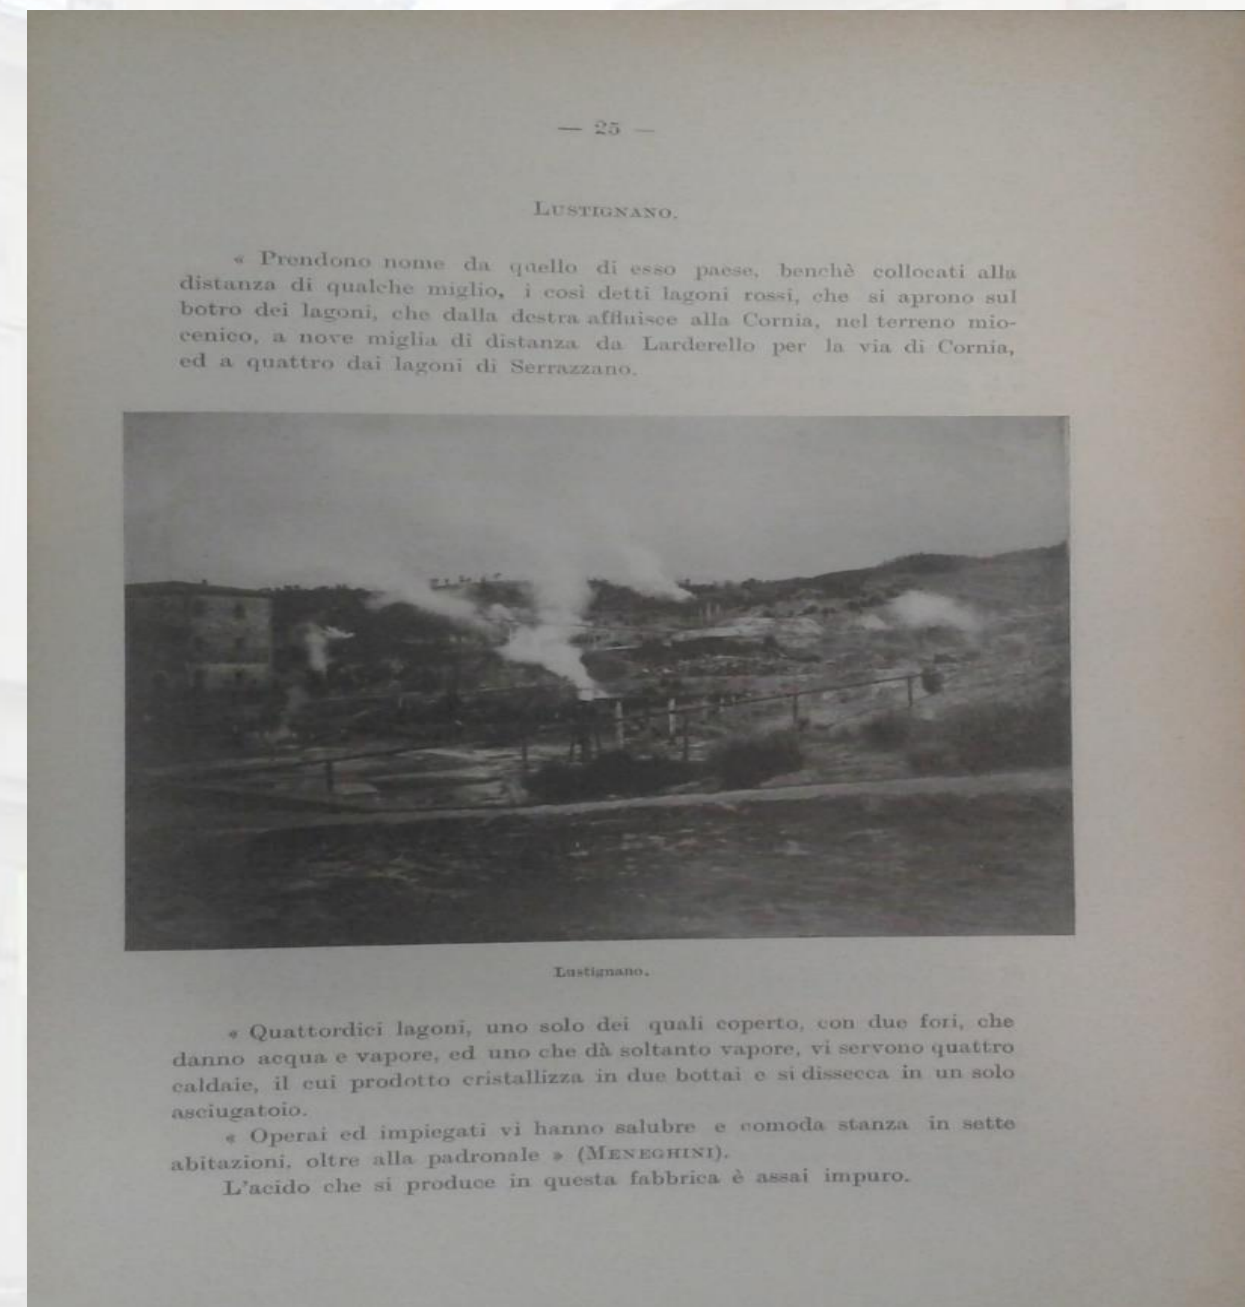 — 25 —
LUSTIGNANO.
« Prendono nome da quello di esso paese, benchè collocati alla
distanza di qualche miglio, i così detti lagoni rossi, che si aprono sul
botro dei lagoni, che dalla destra affluisce alla Cornia, nel terreno mio-
cenico, a nove miglia di distanza da Larderello per la via di Cornia,
ed a quattro dai lagoni di Serrazzano.
Lustignano.
« Quattordici lagoni, uno solo dei quali coperto, con due fori, che
danno acqua e vapore, ed uno che dà soltanto vapore, vi servono quattro
caldaie, il cui prodotto cristallizza in due bottai e si dissecca in un solo
asciugatoio.
« Operai ed impiegati vi hanno salubre e comoda stanza in sette
abitazioni, oltre alla padronale » (MENEGHINI).
L'acido che si produce in questa fabbrica è assai impuro.